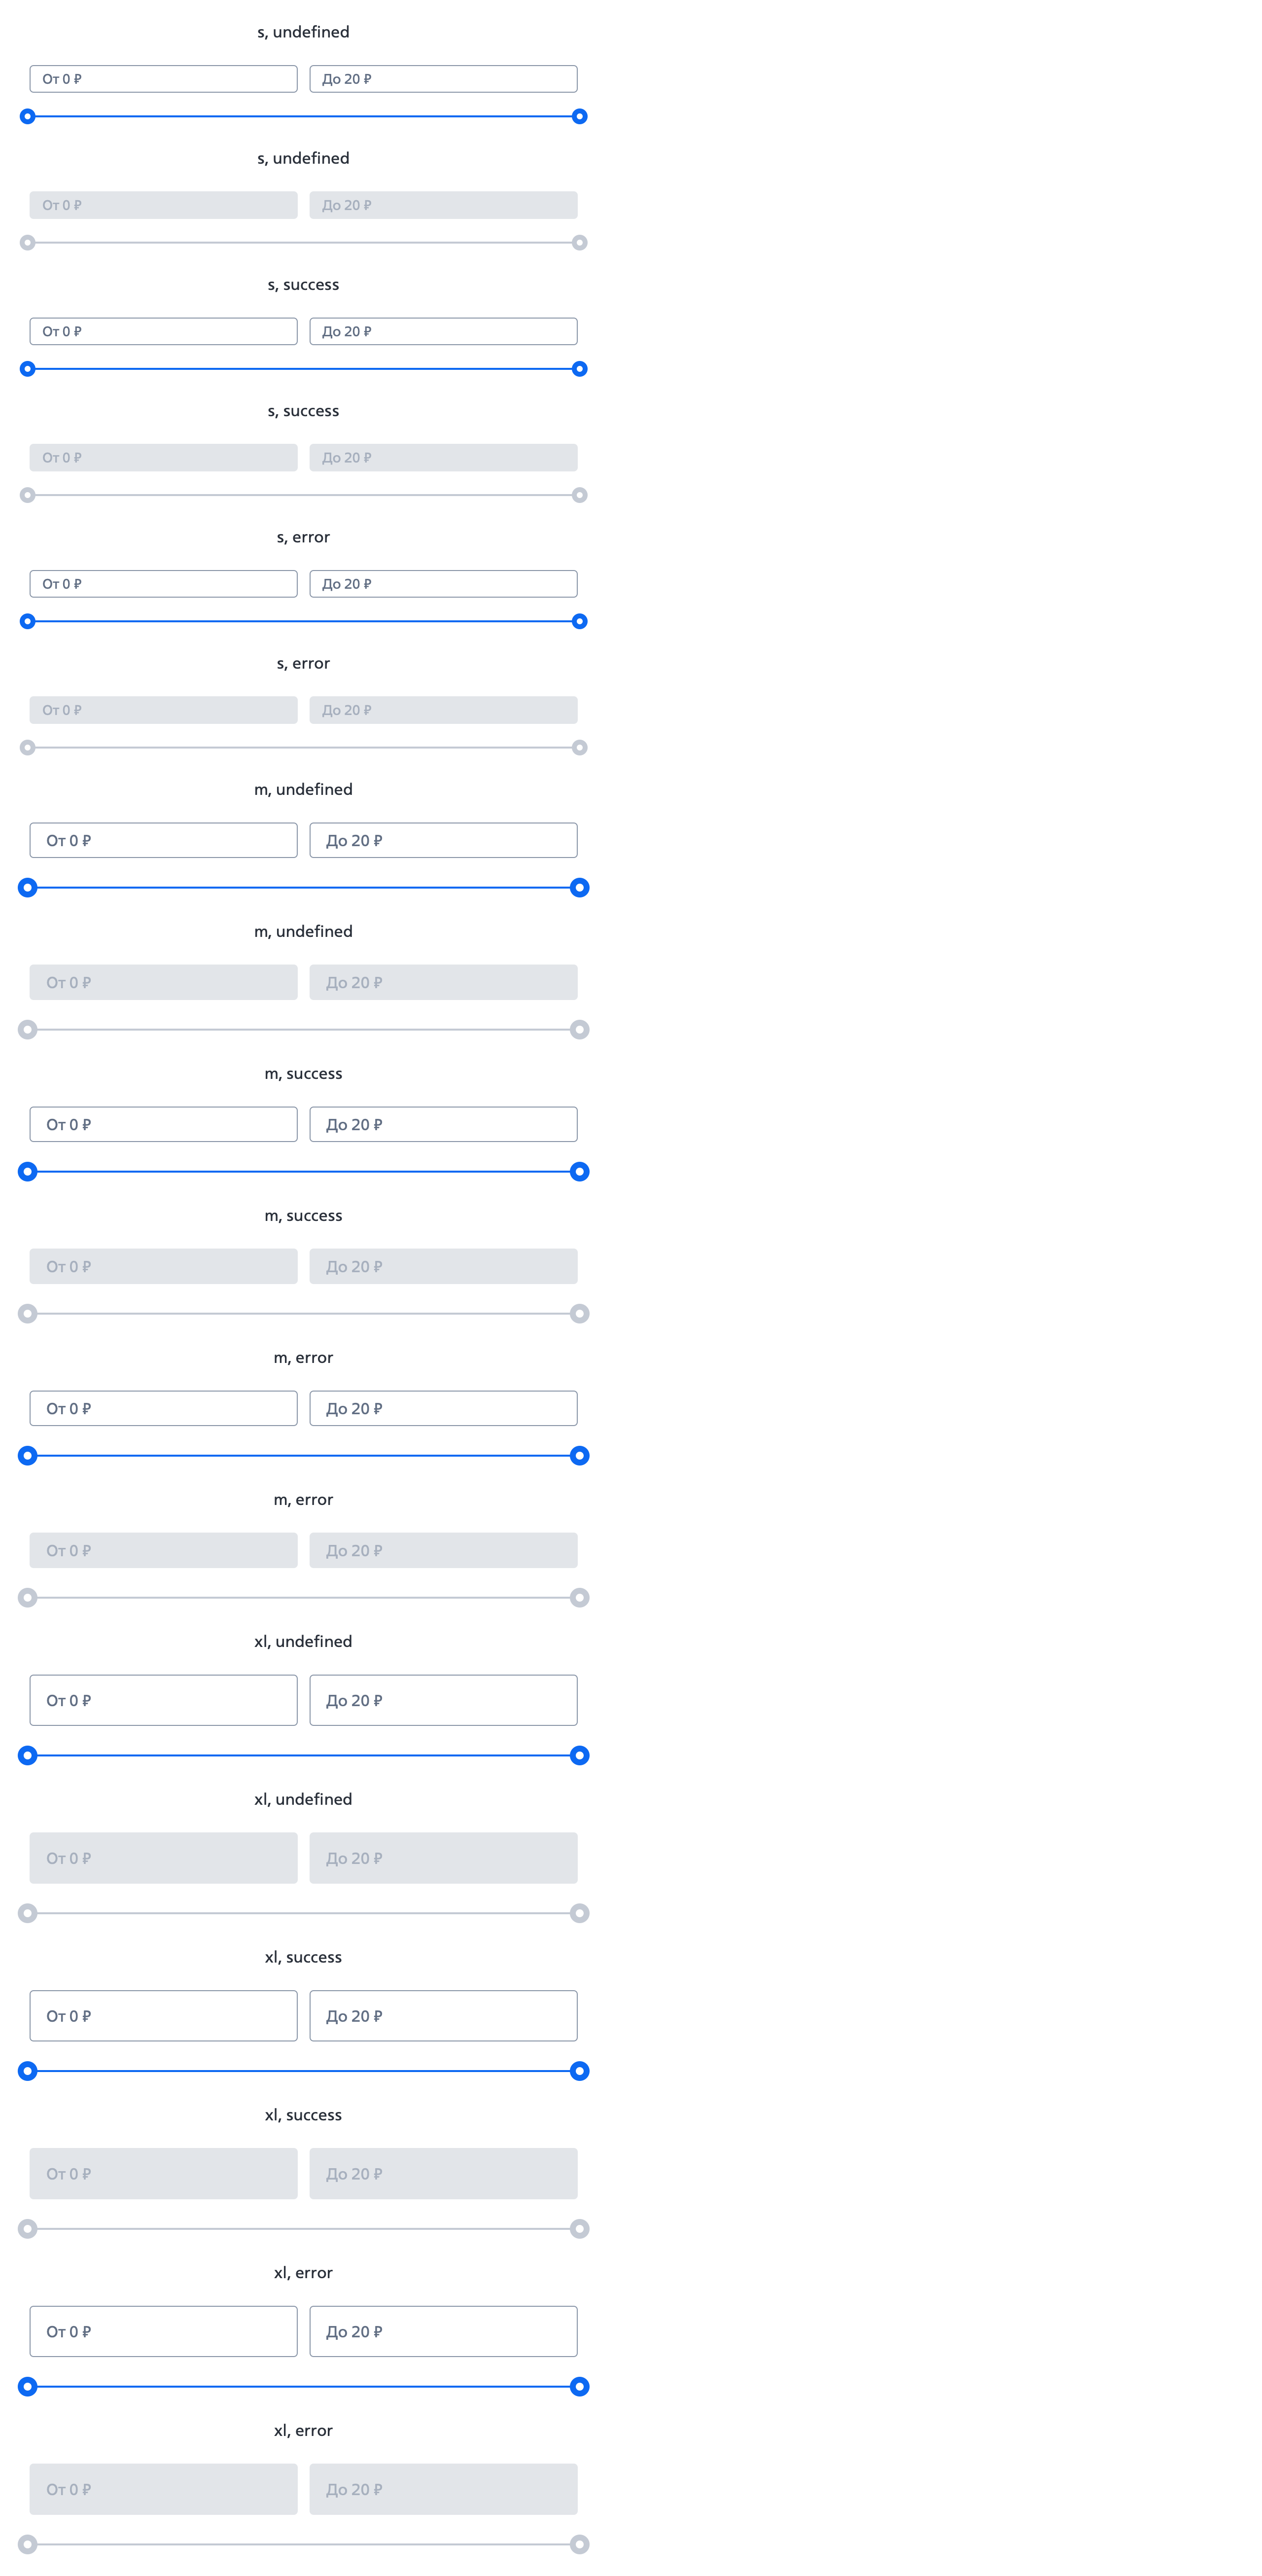 s, undefined
От 0 ₽ До 20 ₽
s, undefined
От 0 ₽ До 20 ₽
s, success
От 0 ₽ До 20 ₽
s, success
От 0 ₽ До 20 ₽
s, error
От 0 ₽ До 20 ₽
s, error
От 0 ₽ До 20 ₽
m, undefined
От 0 ₽ До 20 ₽
m, undefined
От 0 ₽ До 20 ₽
m, success
От 0 ₽ До 20 ₽
m, success
От 0 ₽ До 20 ₽
m, error
От 0 ₽ До 20 ₽
m, error
От 0 ₽ До 20 ₽
xl, undefined
От 0 ₽ До 20 ₽
xl, undefined
От 0 ₽ До 20 ₽
xl, success
От 0 ₽ До 20 ₽
xl, success
От 0 ₽ До 20 ₽
xl, error
От 0 ₽ До 20 ₽
xl, error
От 0 ₽ До 20 ₽